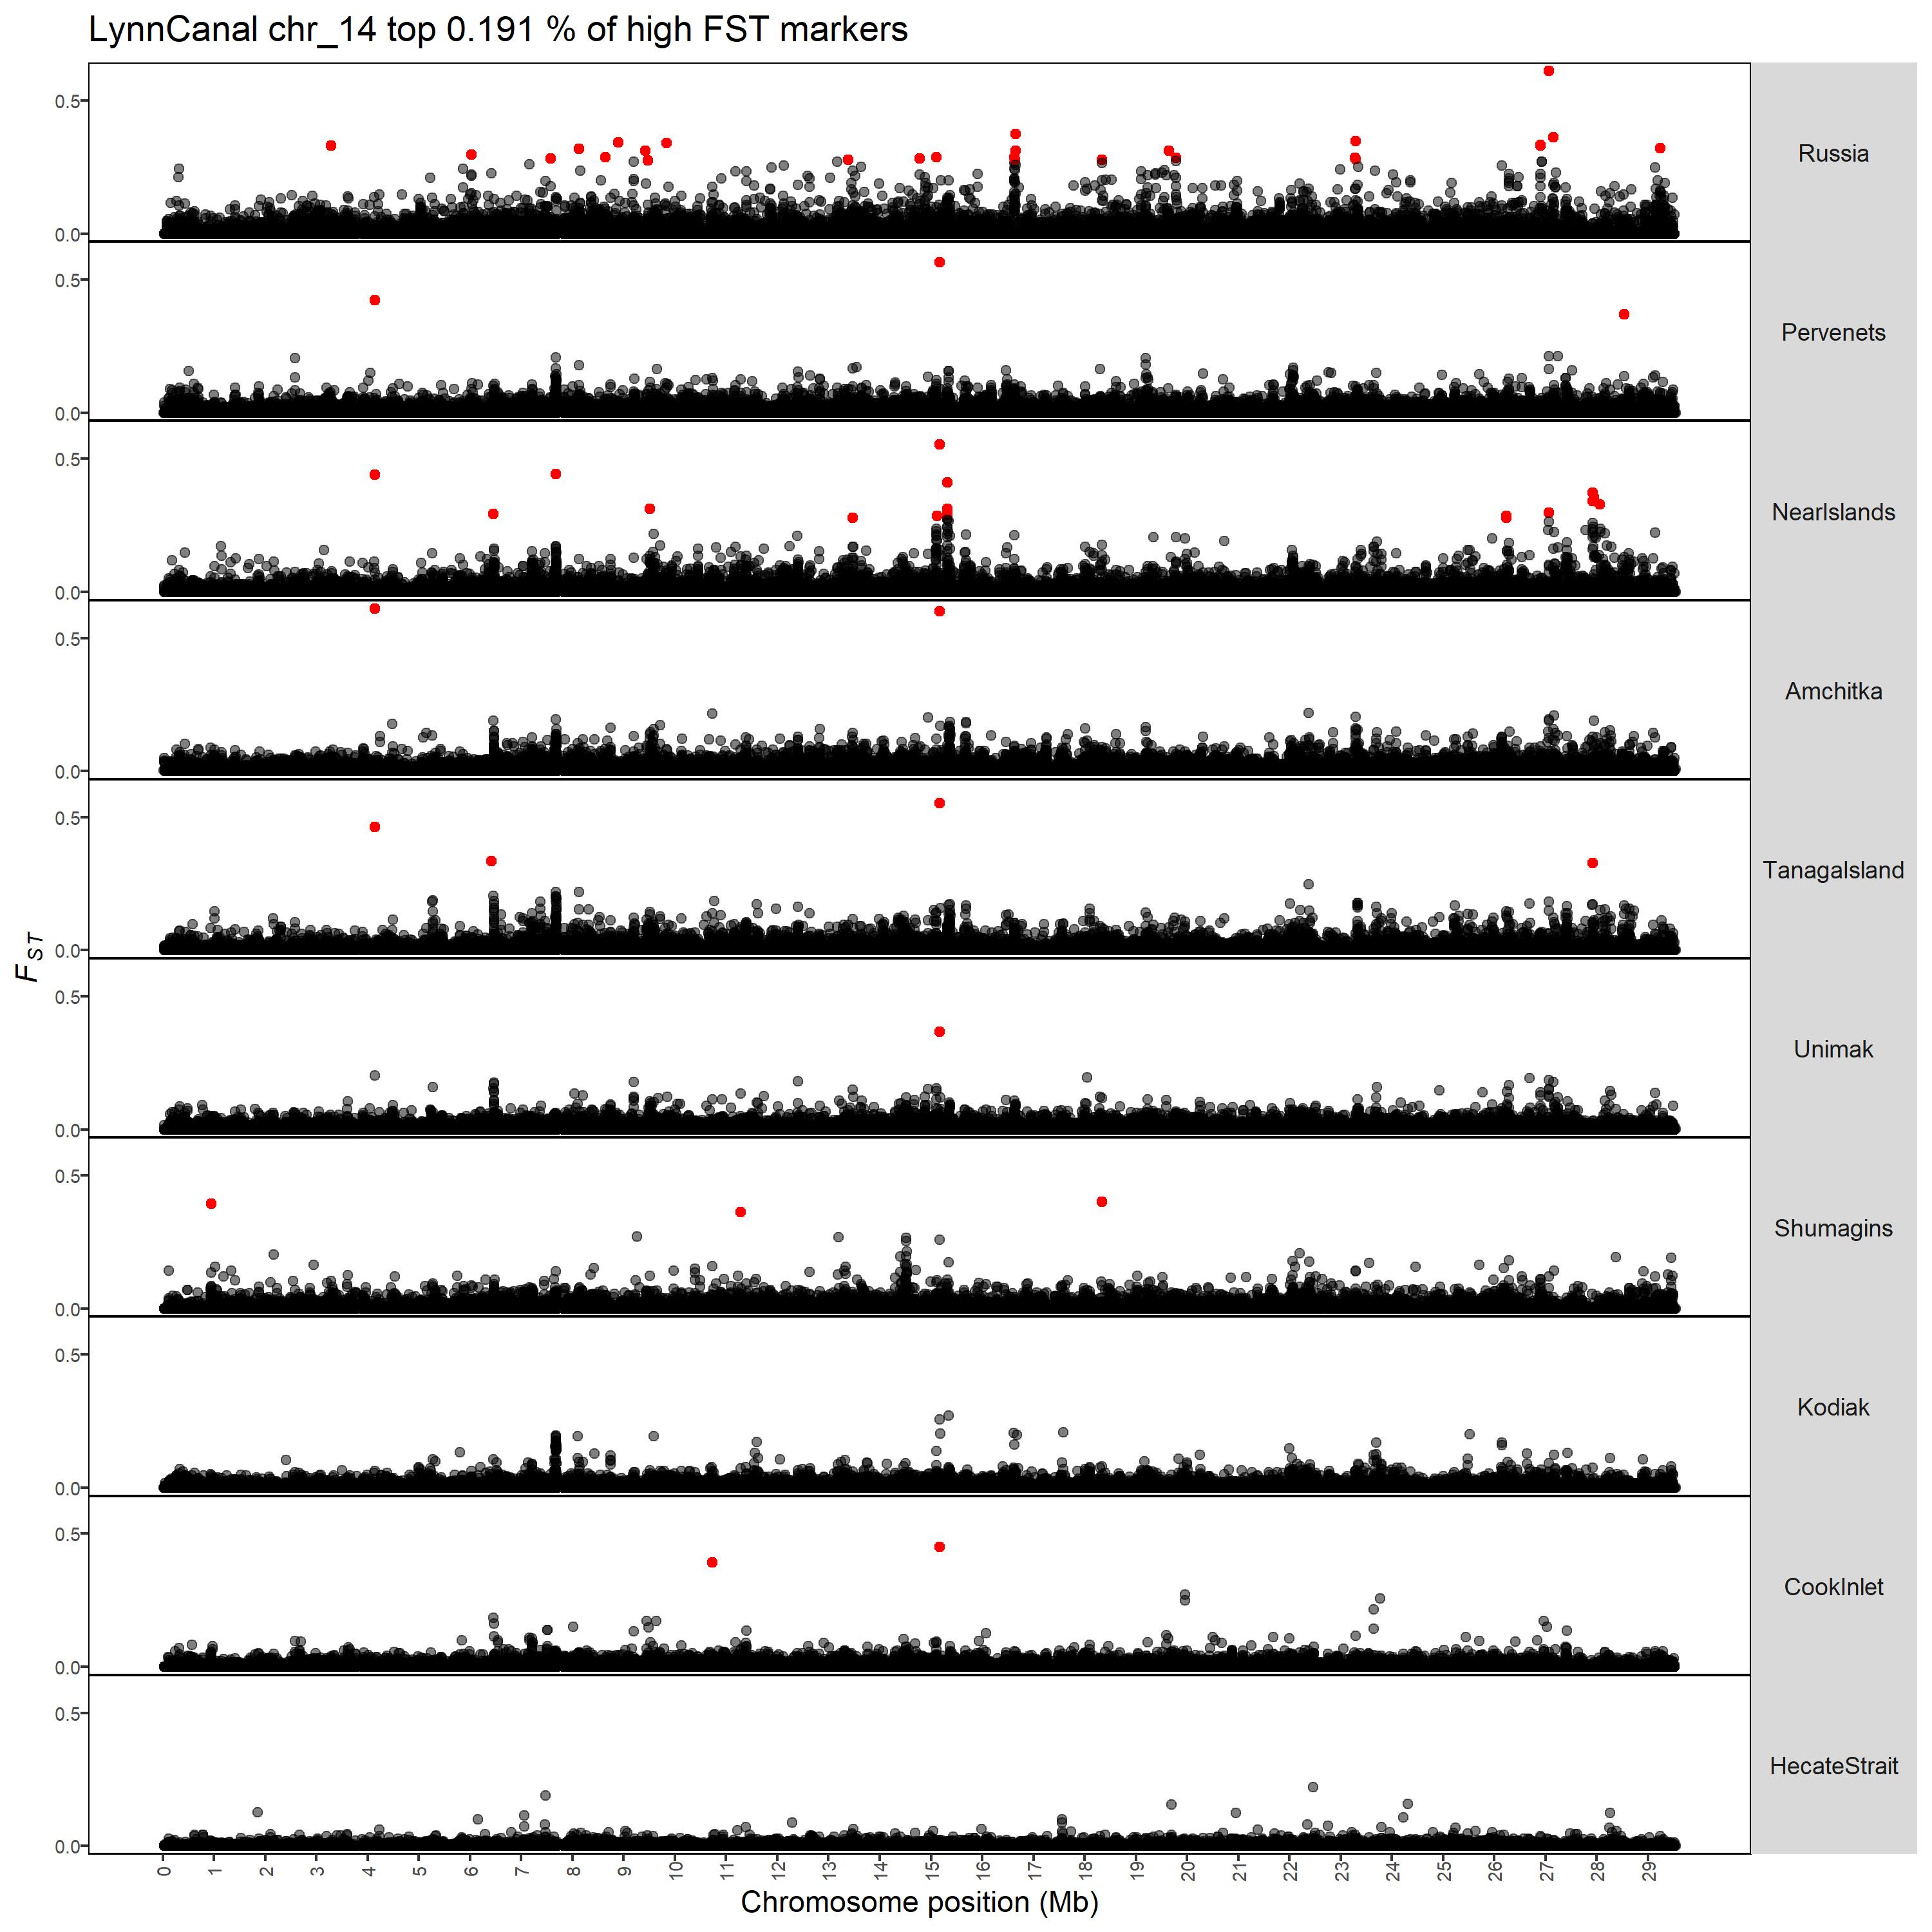 LynnCanal chr_14 top 0.191 % of high FST markers
0.5
0.0
Russia
0.5
0.0
Pervenets
0.5
0.0
NearIslands
0.5
0.0
Amchitka
0.5
0.0
TanagaIsland
0.5
0.0
Unimak
0.5
0.0
Shumagins
0.5
0.0
Kodiak
0.5
0.0
CookInlet
0.5
0.0
HecateStrait
FST
0 1 2 3 4 5 6 7 8 9 10 11 12 13 14 15 16 17 18 19 20 21 22 23 24 25 26 27 28 29
Chromosome position (Mb)